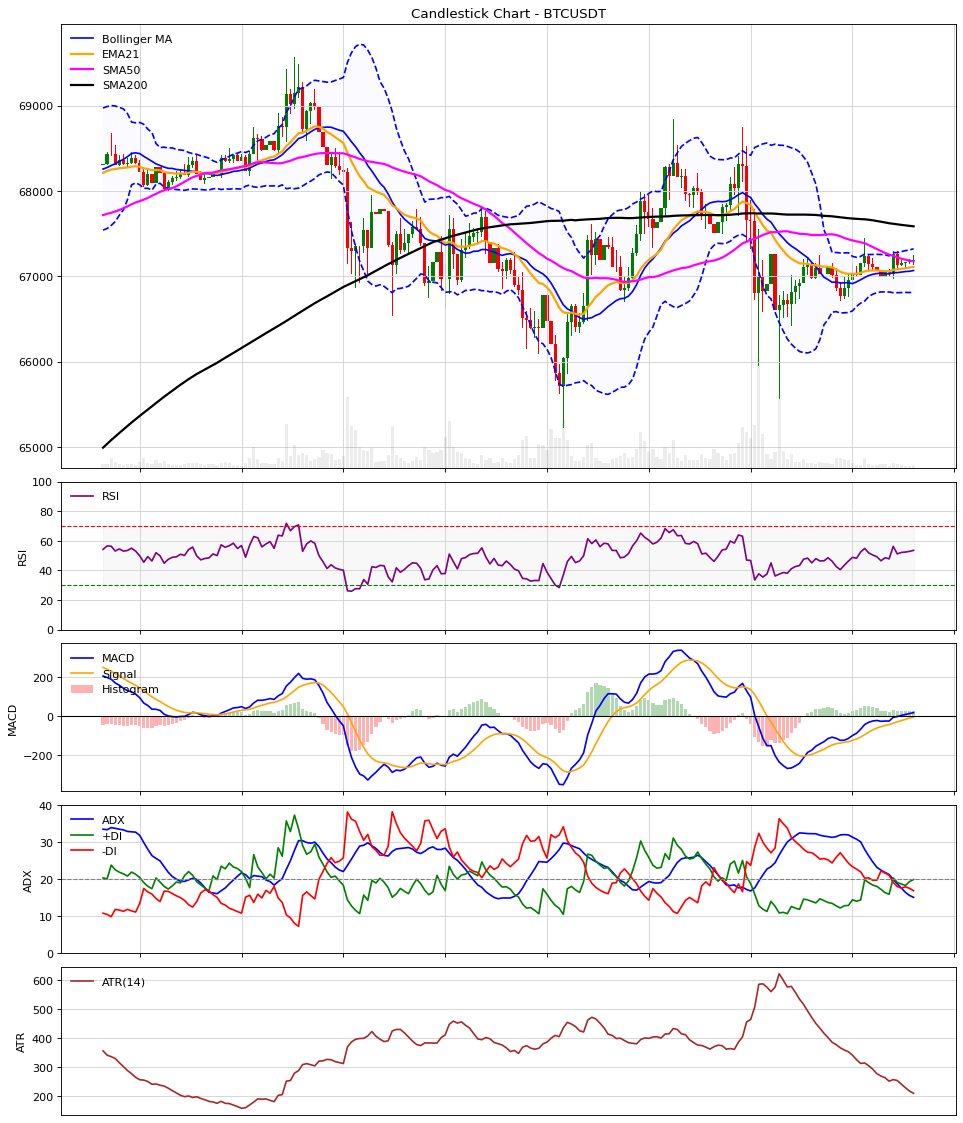 Candlestick Chart - BTCUSDT
Bollinger MA
EMA21
SMA50
SMA200
69000
68000
67000
66000
65000
RSI
RSI
100
80
60
40
20
0
MACD
Signal
Histogram
MACD
200
0
−200
ADX
+DI
-DI
ADX
40
30
20
10
0
ATR(14)
ATR
600
500
400
300
200